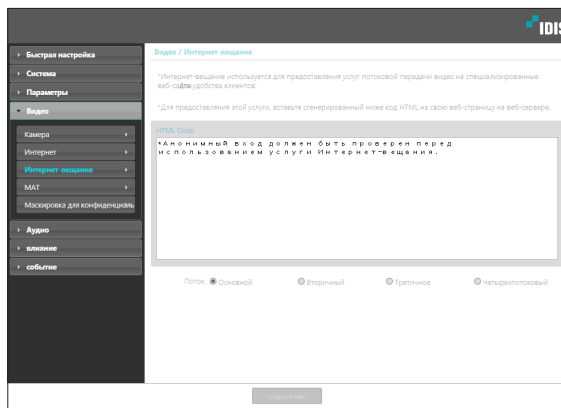 IDIS
Быстрая настройка
Система
Параметры
Видео
Камера
Интернет
Интернет-вещание
MAT
Маскировка для конфиденциаль
Аудио
влияние
событие
Видео / Интернет-вещание
*Интернет-вещание используется для предоставления услуг потоковой передачи видео на специализированные
удобства клиентов.
*Для предоставления этой услуги, вставьте сгенерированный ниже код HTML на свою веб-страницу на веб-сервере.
HTML Code
*Анонимный вход должен быть проверен перед
использованием услуги Интернет-вещания.
Поток Основной Вторичный Третичное Четырехпотоковый
сохранено